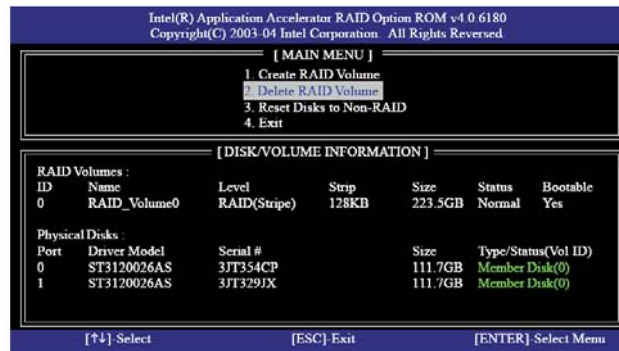 Intel(R) Application Accelerator RAID Option ROM v4.0.6180
Copyright(C) 2003-04 Intel Corporation. All Rights Reversed.
[ MAIN MENU ]
1. Create RAID Volume
2. Delete RAID Volume
3. Reset Disks to Non-RAID
4. Exit
[ DISK/VOLUME INFORMATION ]
RAID Volumes :
ID Name Level Strip Size Status Bootable
0 RAID_Volume0 RAID(Stripe) 128KB 223.5GB Normal Yes
Physical Disks :
Port Driver Model Serial # Size Type/Status(Vol ID)
0 ST3120026AS 3JT354CP 111.7GB Member Disk(0)
1 ST3120026AS 3JT329JX 111.7GB Member Disk(0)
[↑↓]-Select [ESC]-Exit [ENTER]-Select Menu